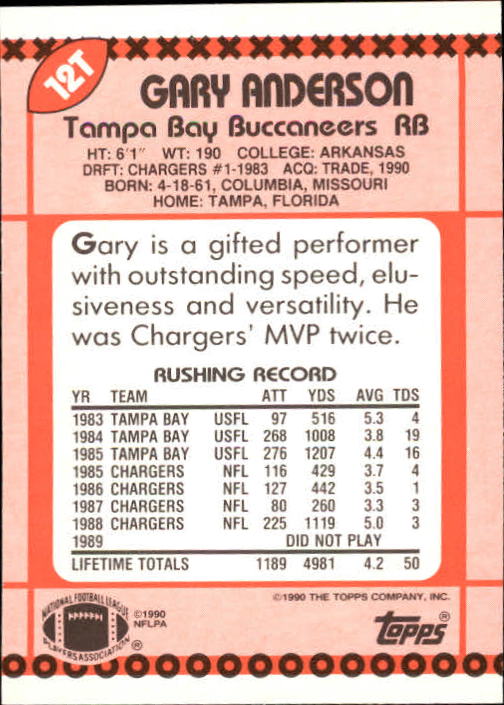 12T
GARY ANDERSON
Tampa Bay Buccaneers RB
HT: 6'1" WT: 190 COLLEGE: ARKANSAS
DRFT: CHARGERS #1-1983 ACQ: TRADE, 1990
BORN: 4-18-61, COLUMBIA, MISSOURI
HOME: TAMPA, FLORIDA
Gary is a gifted performer
with outstanding speed, elu-
siveness and versatility. He
was Chargers' MVP twice.
RUSHING RECORD
YR TEAM ATT YDS AVG TDS
1983 TAMPA BAY USFL 97 516 5.3 4
1984 TAMPA BAY USFL 268 1008 3.8 19
1985 TAMPA BAY USFL 276 1207 4.4 16
1985 CHARGERS NFL 116 429 3.7 4
1986 CHARGERS NFL 127 442 3.5 1
1987 CHARGERS NFL 80 260 3.3 3
1988 CHARGERS NFL 225 1119 5.0 3
1989 DID NOT PLAY
LIFETIME TOTALS 1189 4981 4.2 50
©1990 THE TOPPS COMPANY, INC.
NATIONAL FOOTBALL LEAGUE
PLAYERS ASSOCIATION ®
©1990
NFLPA
topps®